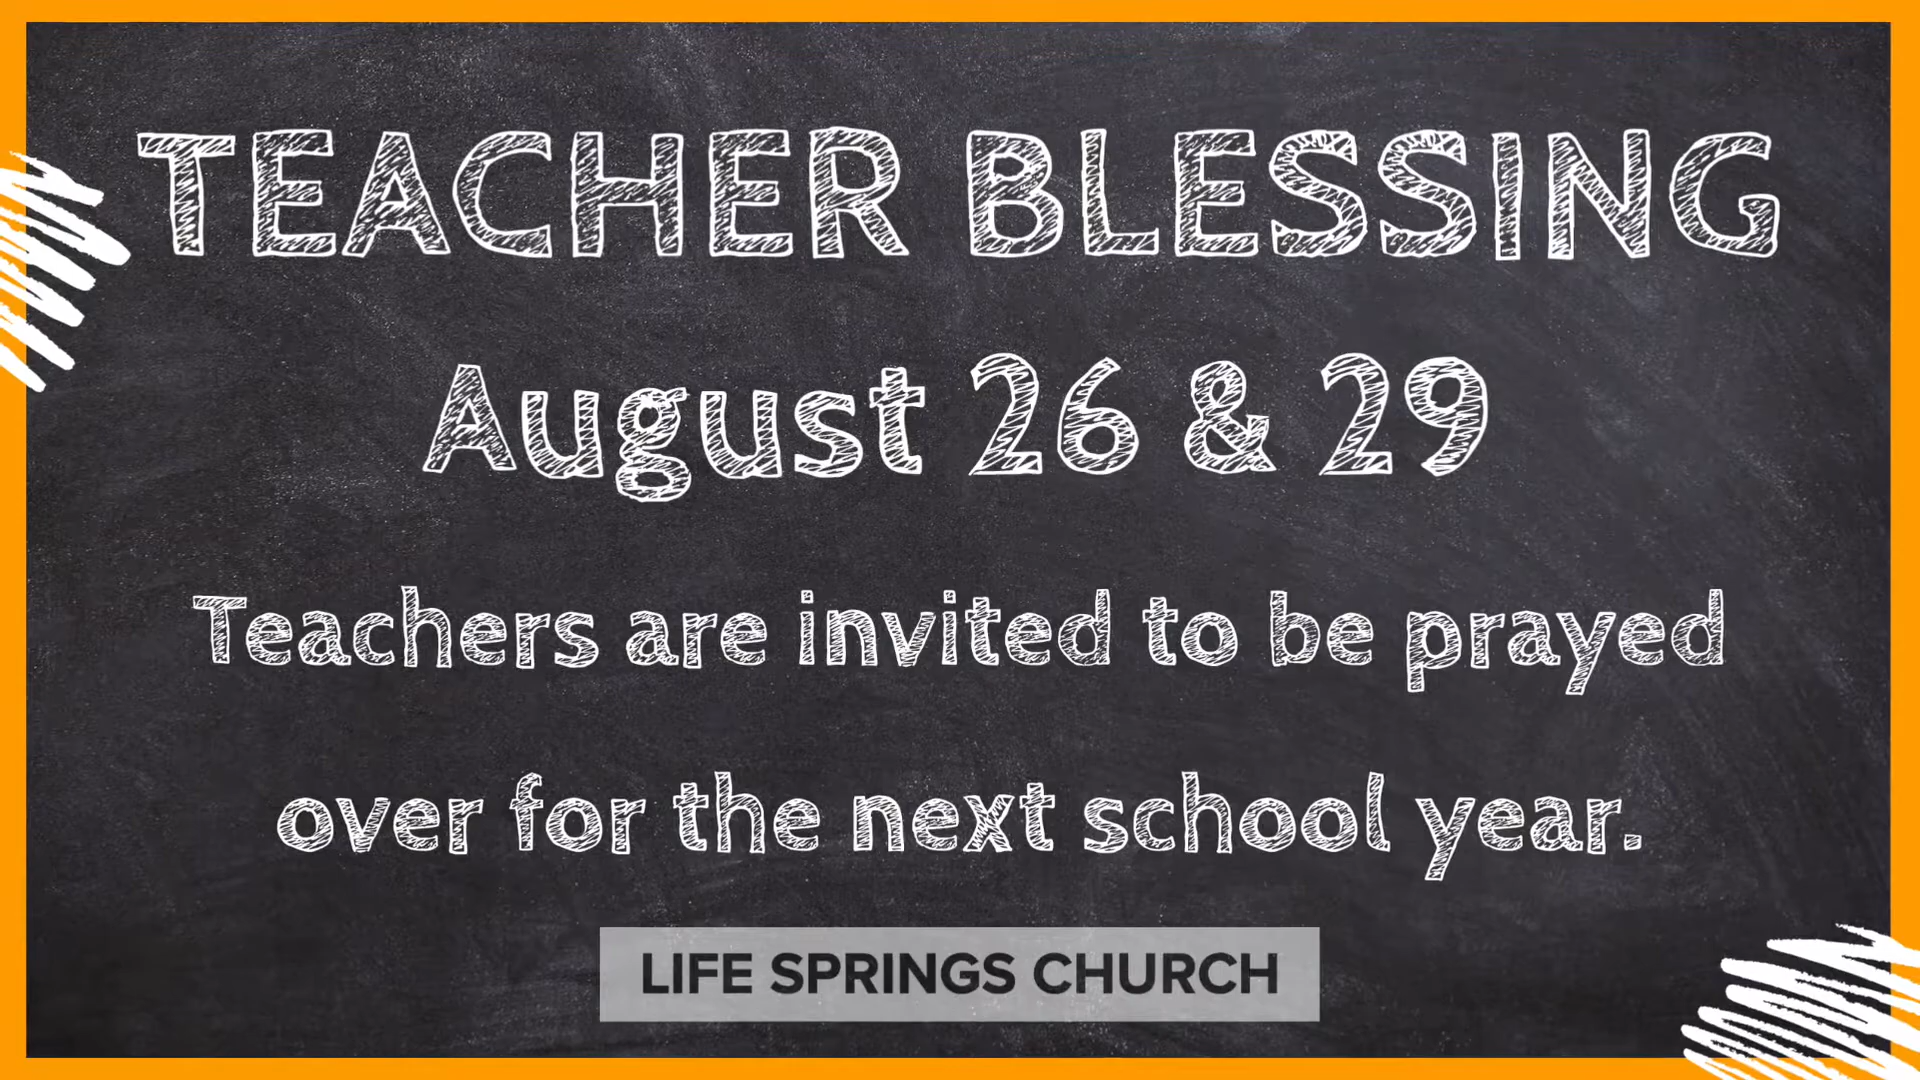 TEACHER BLESSING
August 26 & 29
Teachers are invited to be prayed
over for the next school year.
LIFE SPRINGS CHURCH